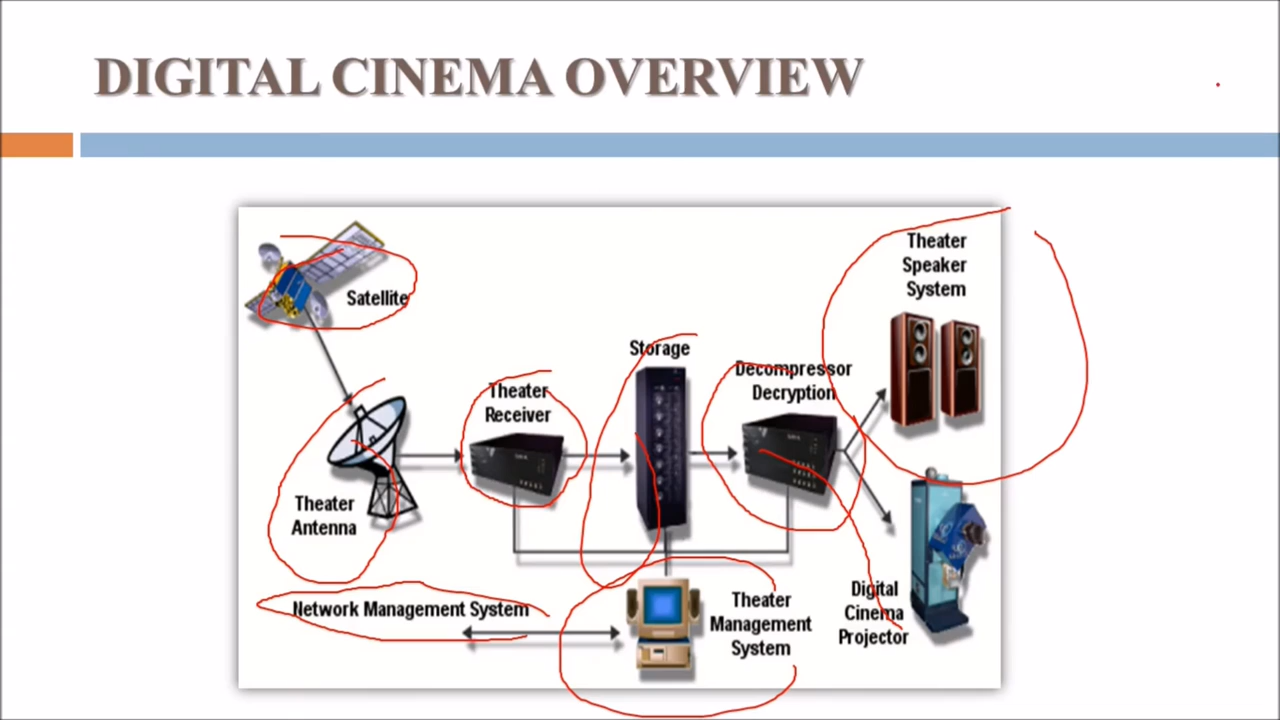 DIGITAL CINEMA OVERVIEW
Satellite
Theater
Antenna
Theater
Receiver
Storage
Decompressor
Decryption
Theater
Speaker
System
Digital
Cinema
Projector
Network Management System
Theater
Management
System